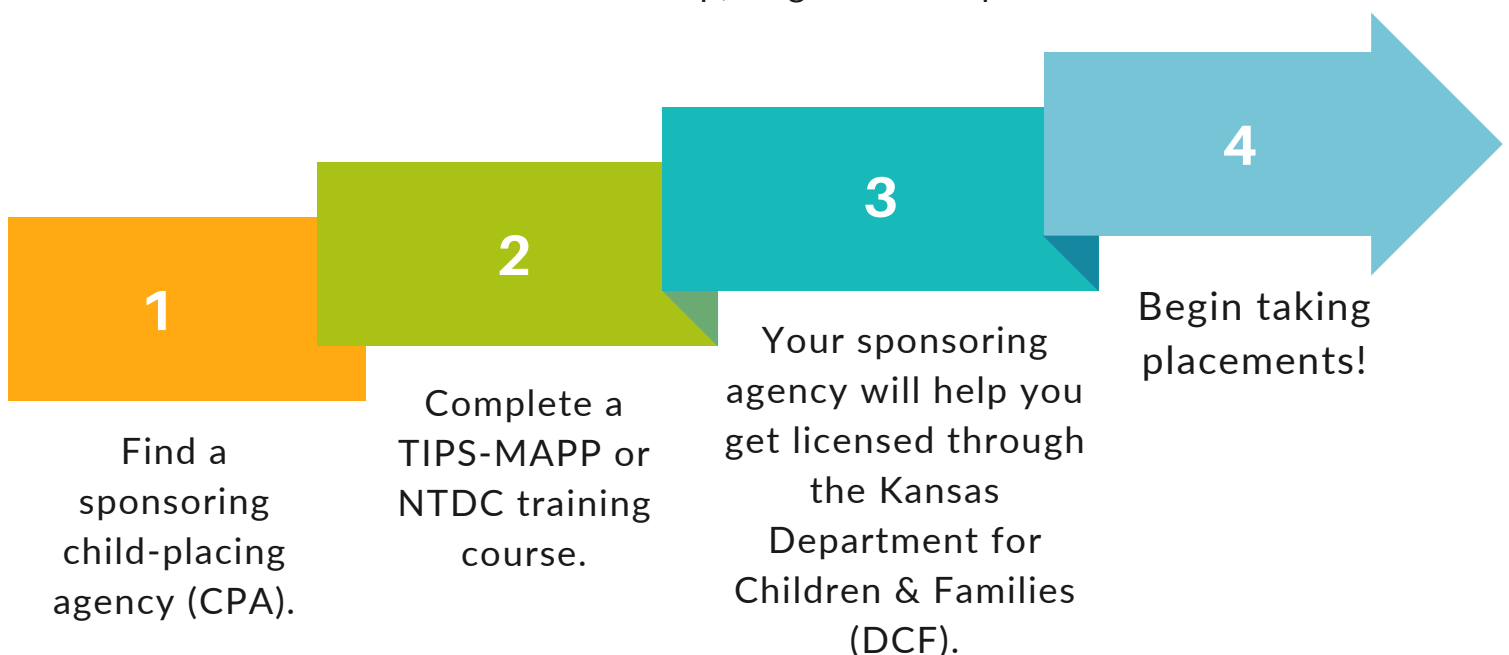 1
Find a
sponsoring
child-placing
agency (CPA).
2
Complete a
TIPS-MAPP or
NTDC training
course.
3
Your sponsoring
agency will help you
get licensed through
the Kansas
Department for
Children & Families
(DCF).
4
Begin taking
placements!